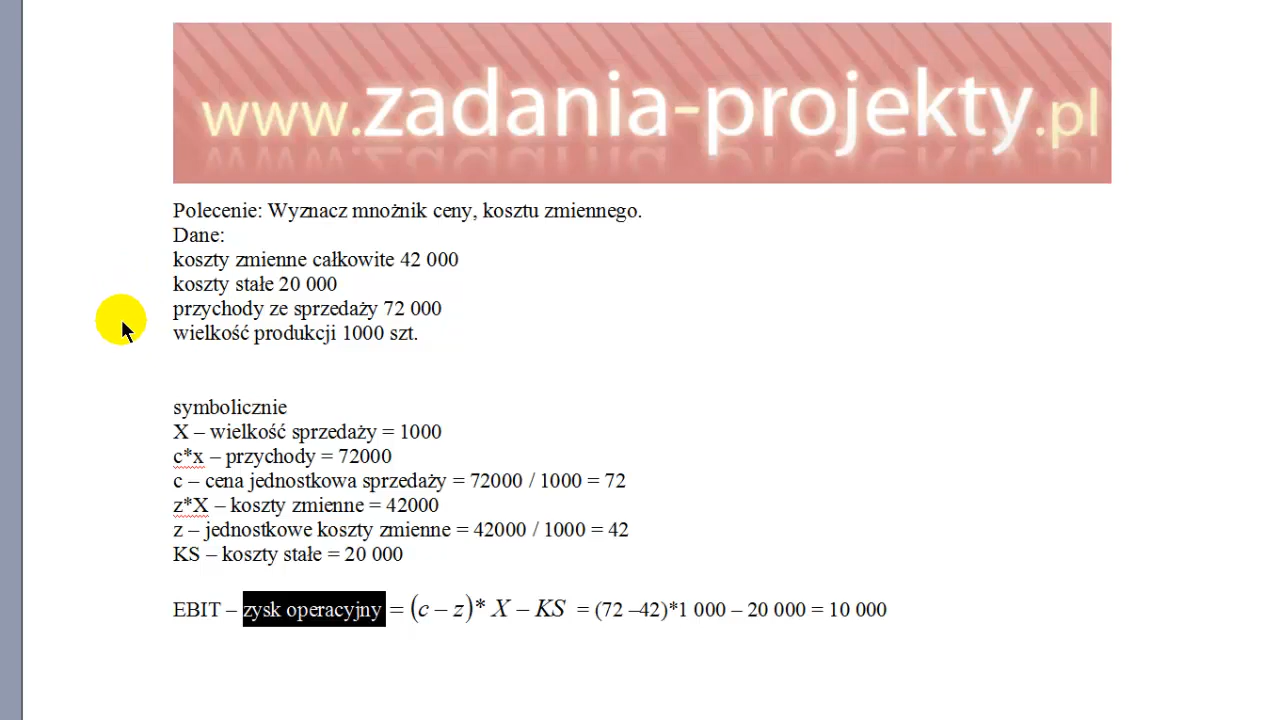 www.zadania-projekty.pl
Polecenie: Wyznacz mnożnik ceny, kosztu zmiennego.
Dane:
koszty zmienne całkowite 42 000
koszty stałe 20 000
przychody ze sprzedaży 72 000
wielkość produkcji 1000 szt.
symbolicznie
X – wielkość sprzedaży = 1000
c*x – przychody = 72000
c – cena jednostkowa sprzedaży = 72000 / 1000 = 72
z*X – koszty zmienne = 42000
z – jednostkowe koszty zmienne = 42000 / 1000 = 42
KS – koszty stałe = 20 000
EBIT – zysk operacyjny = (c – z)* X – KS = (72 –42)*1 000 – 20 000 = 10 000